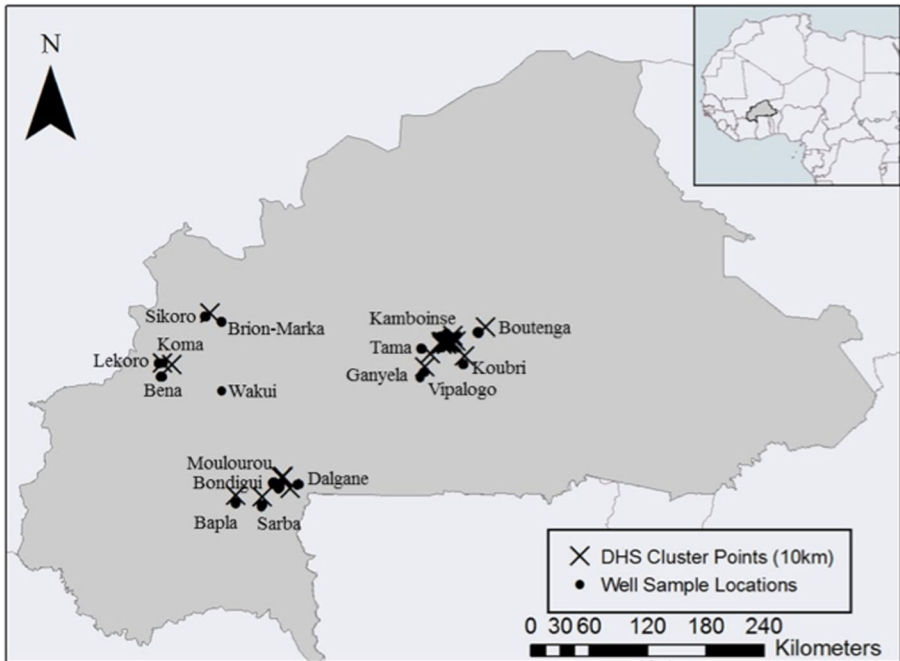 N
Sikoro
Brion-Marka
Koma
Lekoro
Bena
Wakui
Kamboinse
Boutenga
Tama
Koubri
Ganyela
Vipalogo
Moulourou
Bondigui
Dalgane
Bapla
Sarba
DHS Cluster Points (10km)
Well Sample Locations
0 30 60 120 180 240
Kilometers